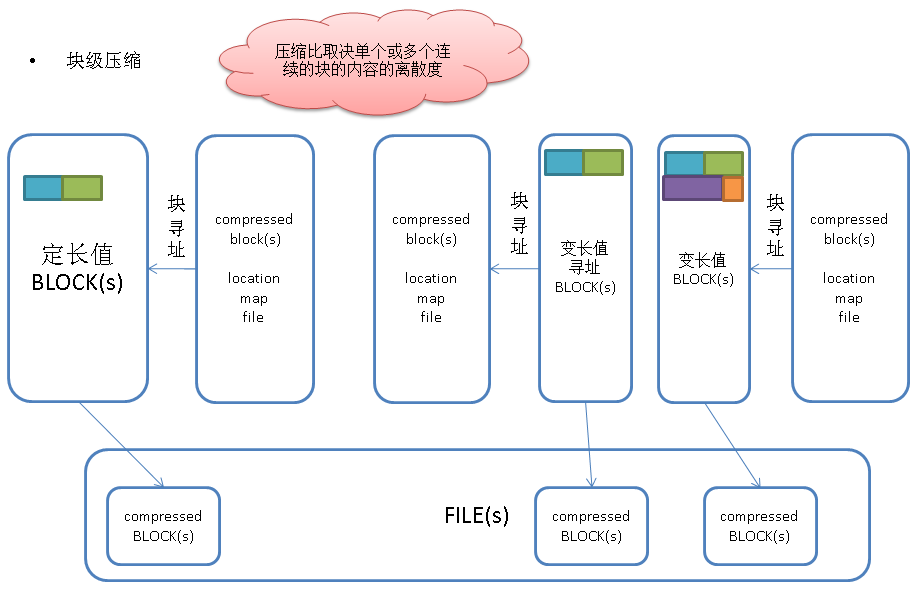 • 块级压缩
压缩比取决单个或多个连
续的块的内容的离散度
定长值
BLOCK(s)
块
寻
址
compressed
block(s)
location
map
file
compressed
block(s)
location
map
file
块
寻
址
变长值
寻址
BLOCK(s)
变长值
BLOCK(s)
块
寻
址
compressed
block(s)
location
map
file
compressed
BLOCK(s)
FILE(s)
compressed
BLOCK(s)
compressed
BLOCK(s)